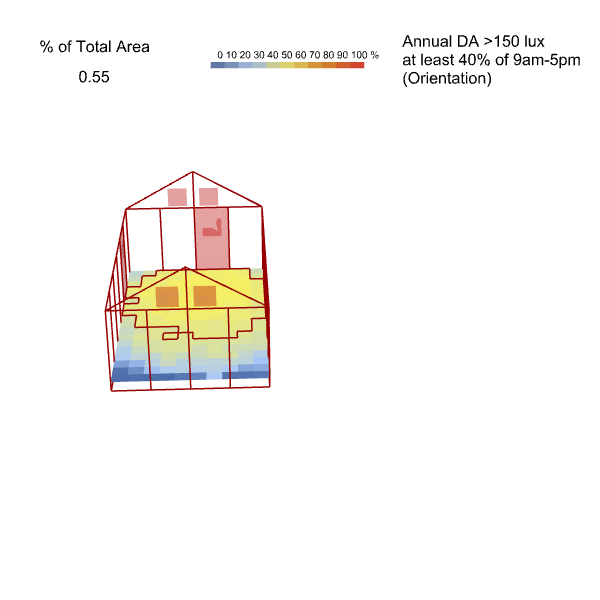 % of Total Area
0.55
0 10 20 30 40 50 60 70 80 90 100 %
Annual DA >150 lux
at least 40% of 9am-5pm
(Orientation)